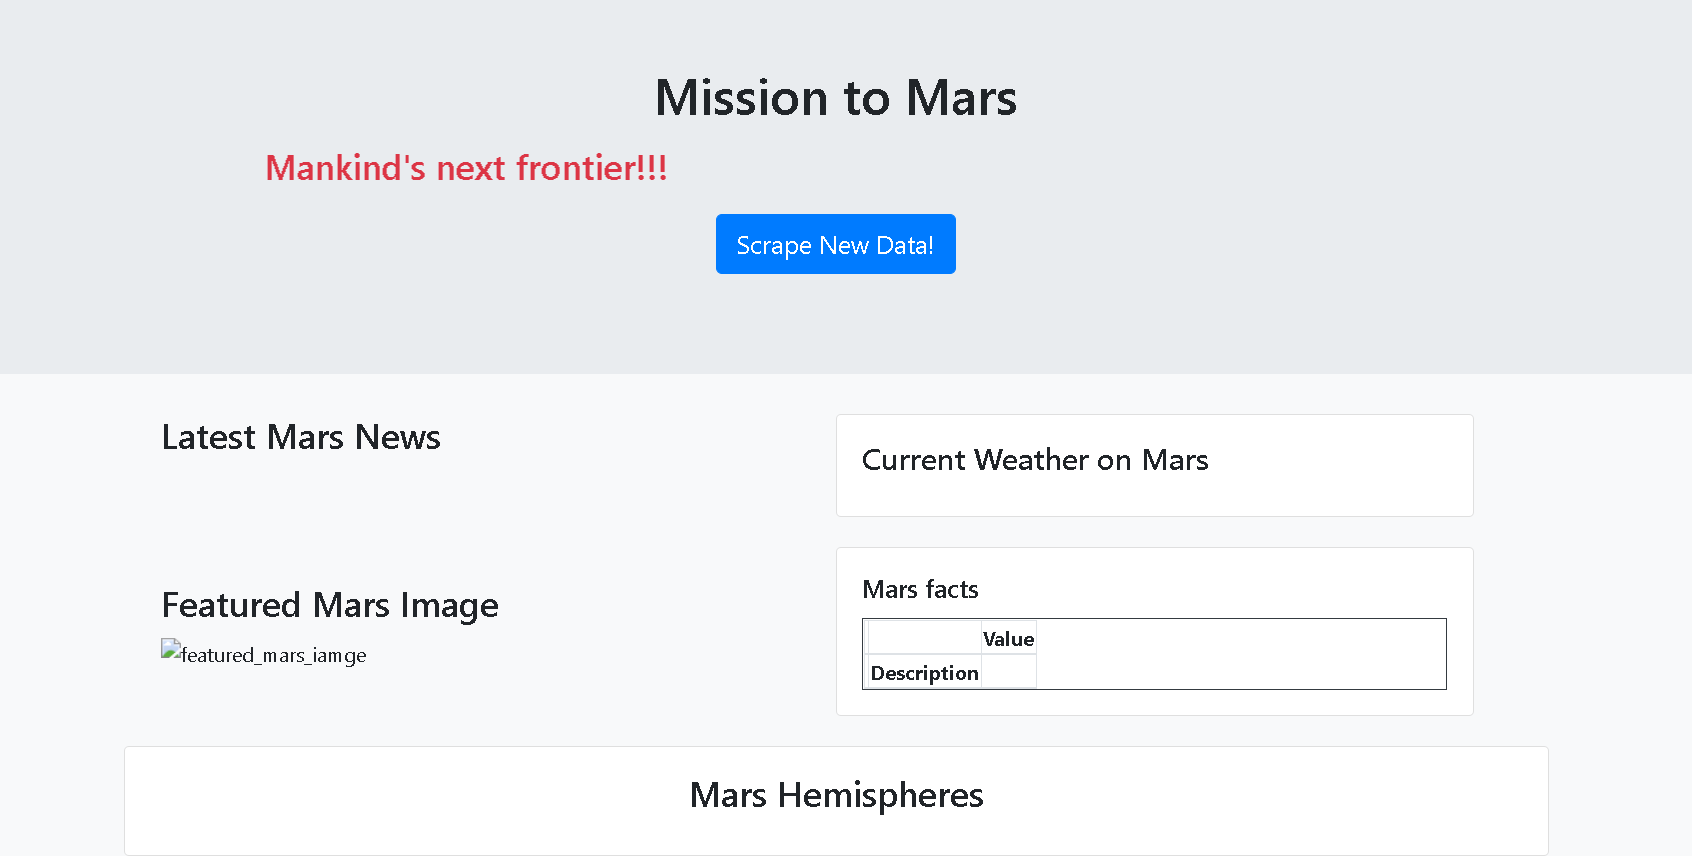 Mission to Mars
Mankind's next frontier!!!
Scrape New Data!
Latest Mars News
Current Weather on Mars
Featured Mars Image
featured_mars_iamge
Mars facts
Value
Description
Mars Hemispheres